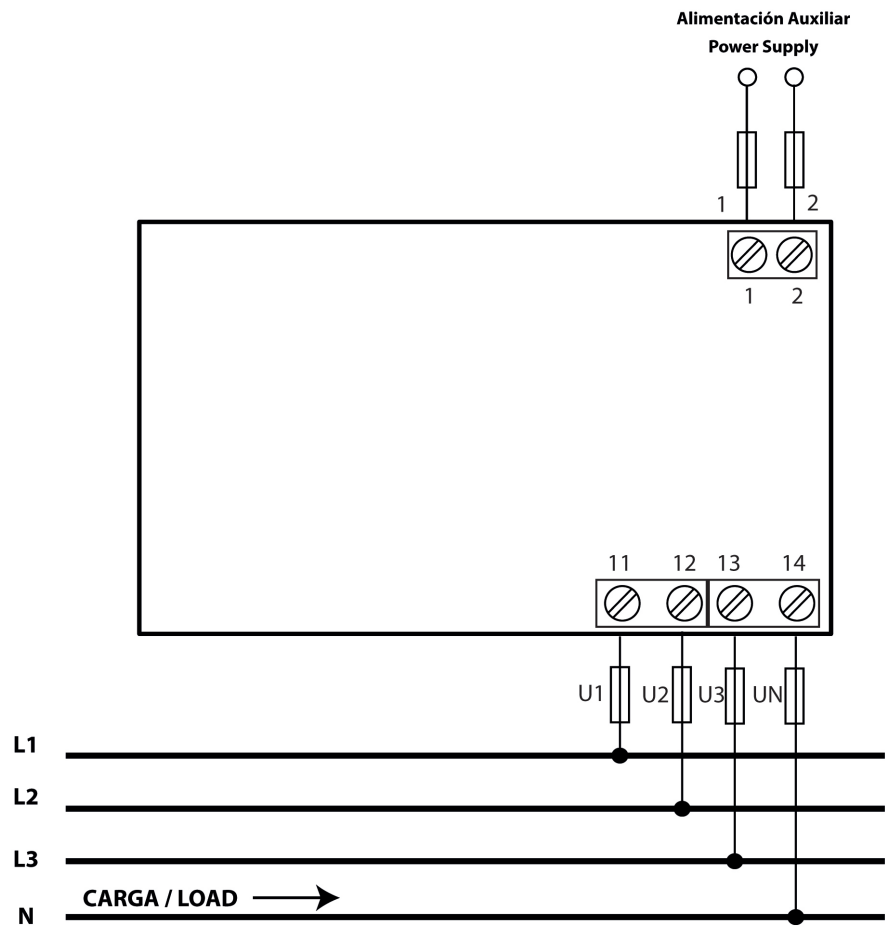 Alimentación Auxiliar
Power Supply
1 2
1 2
11 12 13 14
U1 U2 U3 UN
L1
L2
L3
CARGA / LOAD
N